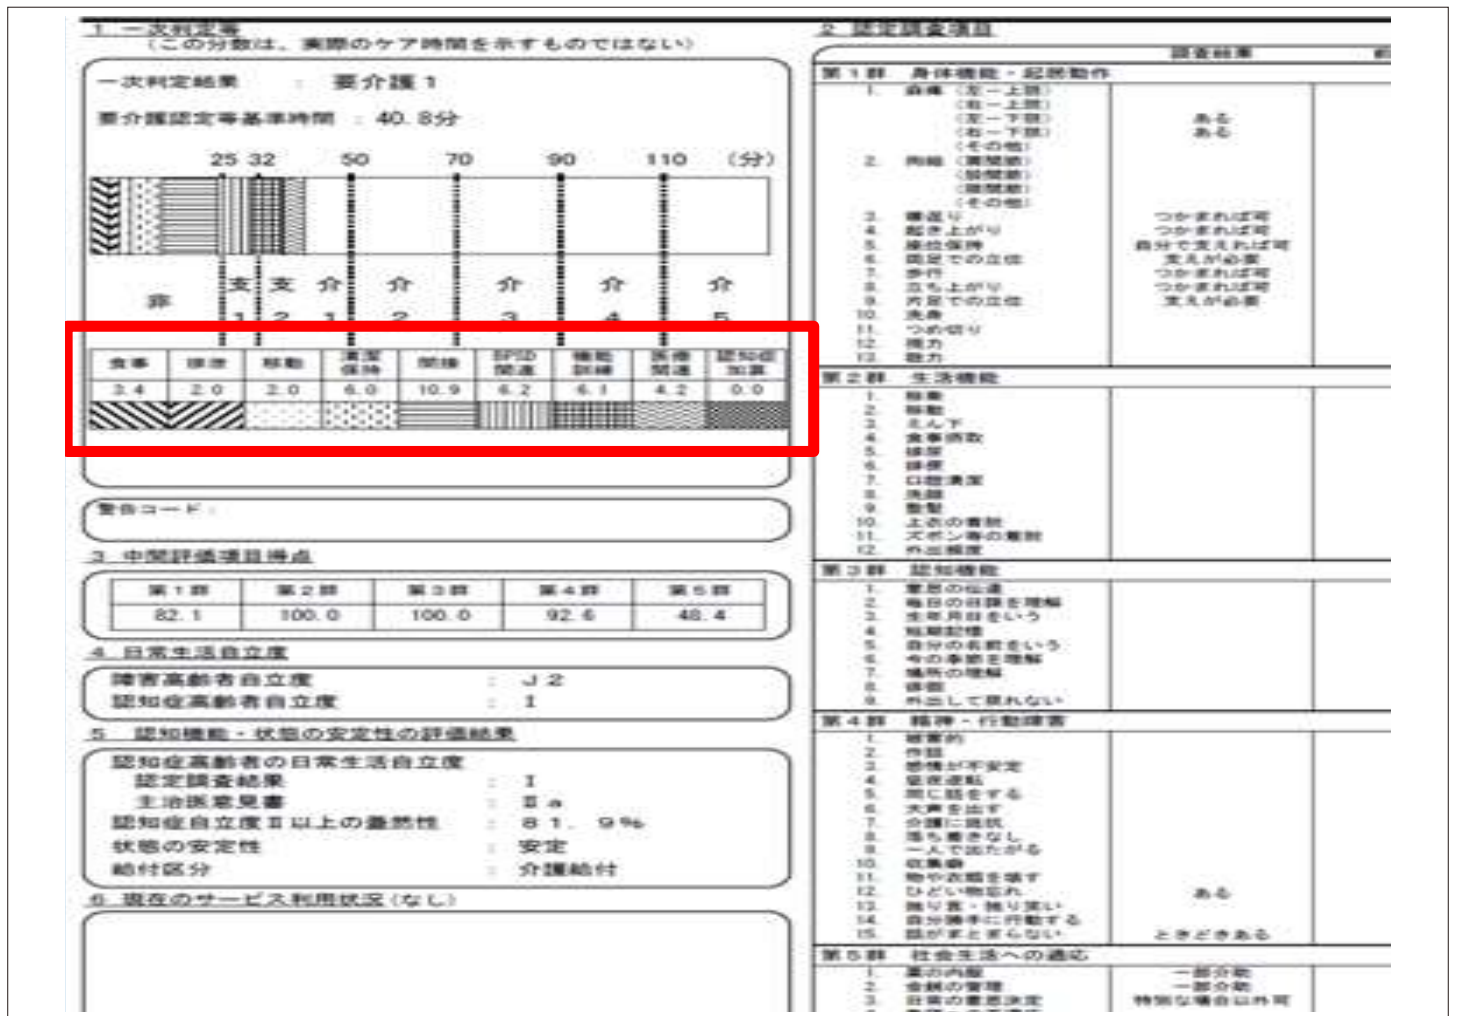 1 一次判定等
（この分数は、実際のケア時間を示すものではない）
一次判定結果 : 要介護1
要介護認定等基準時間 : 40.8分
25 32 50 70 90 110 (分)
非 支1 支2 介1 介2 介3 介4 介5
食事 排泄 移動 清潔保持 間接 BPSD関連 機能訓練 医療関連 認知症加算
3.4 2.0 2.0 6.0 10.9 6.2 6.1 4.2 0.0
警告コード:
3 中間評価項目得点
第1群 第2群 第3群 第4群 第5群
82.1 100.0 100.0 92.6 48.4
4 日常生活自立度
障害高齢者自立度 : J2
認知症高齢者自立度 : I
5 認知機能・状態の安定性の評価結果
認知症高齢者の日常生活自立度
認定調査結果 : I
主治医意見書 : Ⅱa
認知症自立度Ⅱ以上の蓋然性 : 81.9%
状態の安定性 : 安定
給付区分 : 介護給付
6 現在のサービス利用状況(なし)
2 認定調査項目
調査結果
第1群 身体機能・起居動作
1. 麻痺（左－上肢）
（右－上肢）
（左－下肢） ある
（右－下肢） ある
（その他）
2. 拘縮（肩関節）
（股関節）
（膝関節）
（その他）
3. 寝返り つかまれば可
4. 起き上がり つかまれば可
5. 座位保持 自分で支えれば可
6. 両足での立位 支えが必要
7. 歩行 つかまれば可
8. 立ち上がり つかまれば可
9. 片足での立位 支えが必要
10. 洗身
11. つめ切り
12. 視力
13. 聴力
第2群 生活機能
1. 移乗
2. 移動
3. えん下
4. 食事摂取
5. 排尿
6. 排便
7. 口腔清潔
8. 洗顔
9. 整髪
10. 上衣の着脱
11. ズボン等の着脱
12. 外出頻度
第3群 認知機能
1. 意思の伝達
2. 毎日の日課を理解
3. 生年月日をいう
4. 短期記憶
5. 自分の名前をいう
6. 今の季節を理解
7. 場所の理解
8. 徘徊
9. 外出して戻れない
第4群 精神・行動障害
1. 被害的
2. 作話
3. 感情が不安定
4. 昼夜逆転
5. 同じ話をする
6. 大声を出す
7. 介護に抵抗
8. 落ち着きなし
9. 一人で出たがる
10. 収集癖
11. 物や衣類を壊す
12. ひどい物忘れ ある
13. 独り言・独り笑い
14. 自分勝手に行動する
15. 話がまとまらない ときどきある
第5群 社会生活への適応
1. 薬の内服 一部介助
2. 金銭の管理 一部介助
3. 日常の意思決定 特別な場合以外可